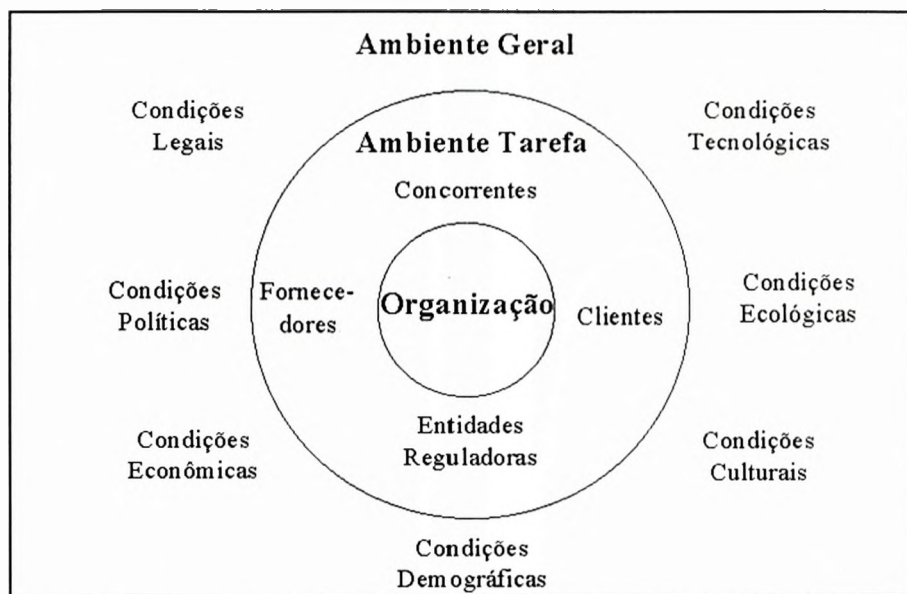 Ambiente Geral
Condições
Legais
Condições
Tecnológicas
Ambiente Tarefa
Concorrentes
Condições
Políticas
Fornece-
dores
Organização
Clientes
Condições
Ecológicas
Entidades
Reguladoras
Condições
Econômicas
Condições
Culturais
Condições
Demográficas